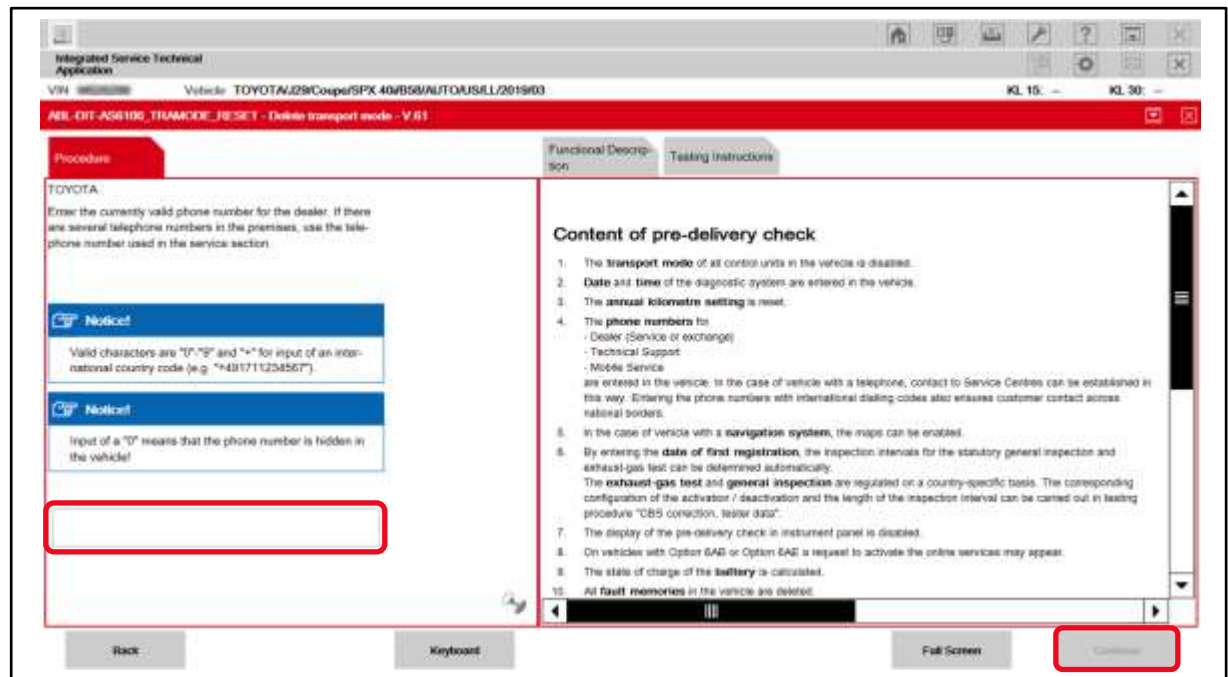 Integrated Service Technical
Application
VIN
Vehicle TOYOTA/J29/Coupe/SPX 40i/B58/AUTO/US/LL/2019/03
KL 15: --
KL 30: --
ABL-DIT-AS6100_TRAMODE_RESET - Delete transport mode - V.61
Procedure
Functional Descrip-
tion
Testing Instructions
TOYOTA
Enter the currently valid phone number for the dealer. If there
are several telephone numbers in the premises, use the tele-
phone number used in the service section.
Notice!
Valid characters are "0"-"9" and "+" for input of an inter-
national country code (e.g. "+491711234567").
Notice!
Input of a "0" means that the phone number is hidden in
the vehicle!
Content of pre-delivery check
1. The transport mode of all control units in the vehicle is disabled.
2. Date and time of the diagnostic system are entered in the vehicle.
3. The annual kilometre setting is reset.
4. The phone numbers for
- Dealer (Service or exchange)
- Technical Support
- Mobile Service
are entered in the vehicle. In the case of vehicle with a telephone, contact to Service Centres can be established in
this way. Entering the phone numbers with international dialling codes also ensures customer contact across
national borders.
5. In the case of vehicle with a navigation system, the maps can be enabled.
6. By entering the date of first registration, the inspection intervals for the statutory general inspection and
exhaust-gas test can be determined automatically.
The exhaust-gas test and general inspection are regulated on a country-specific basis. The corresponding
configuration of the activation / deactivation and the length of the inspection interval can be carried out in testing
procedure "CBS correction, tester data".
7. The display of the pre-delivery check in instrument panel is disabled.
8. On vehicles with Option 6AB or Option 6AE a request to activate the online services may appear.
9. The state of charge of the battery is calculated.
10. All fault memories in the vehicle are deleted.
Back
Keyboard
Full Screen
Continue